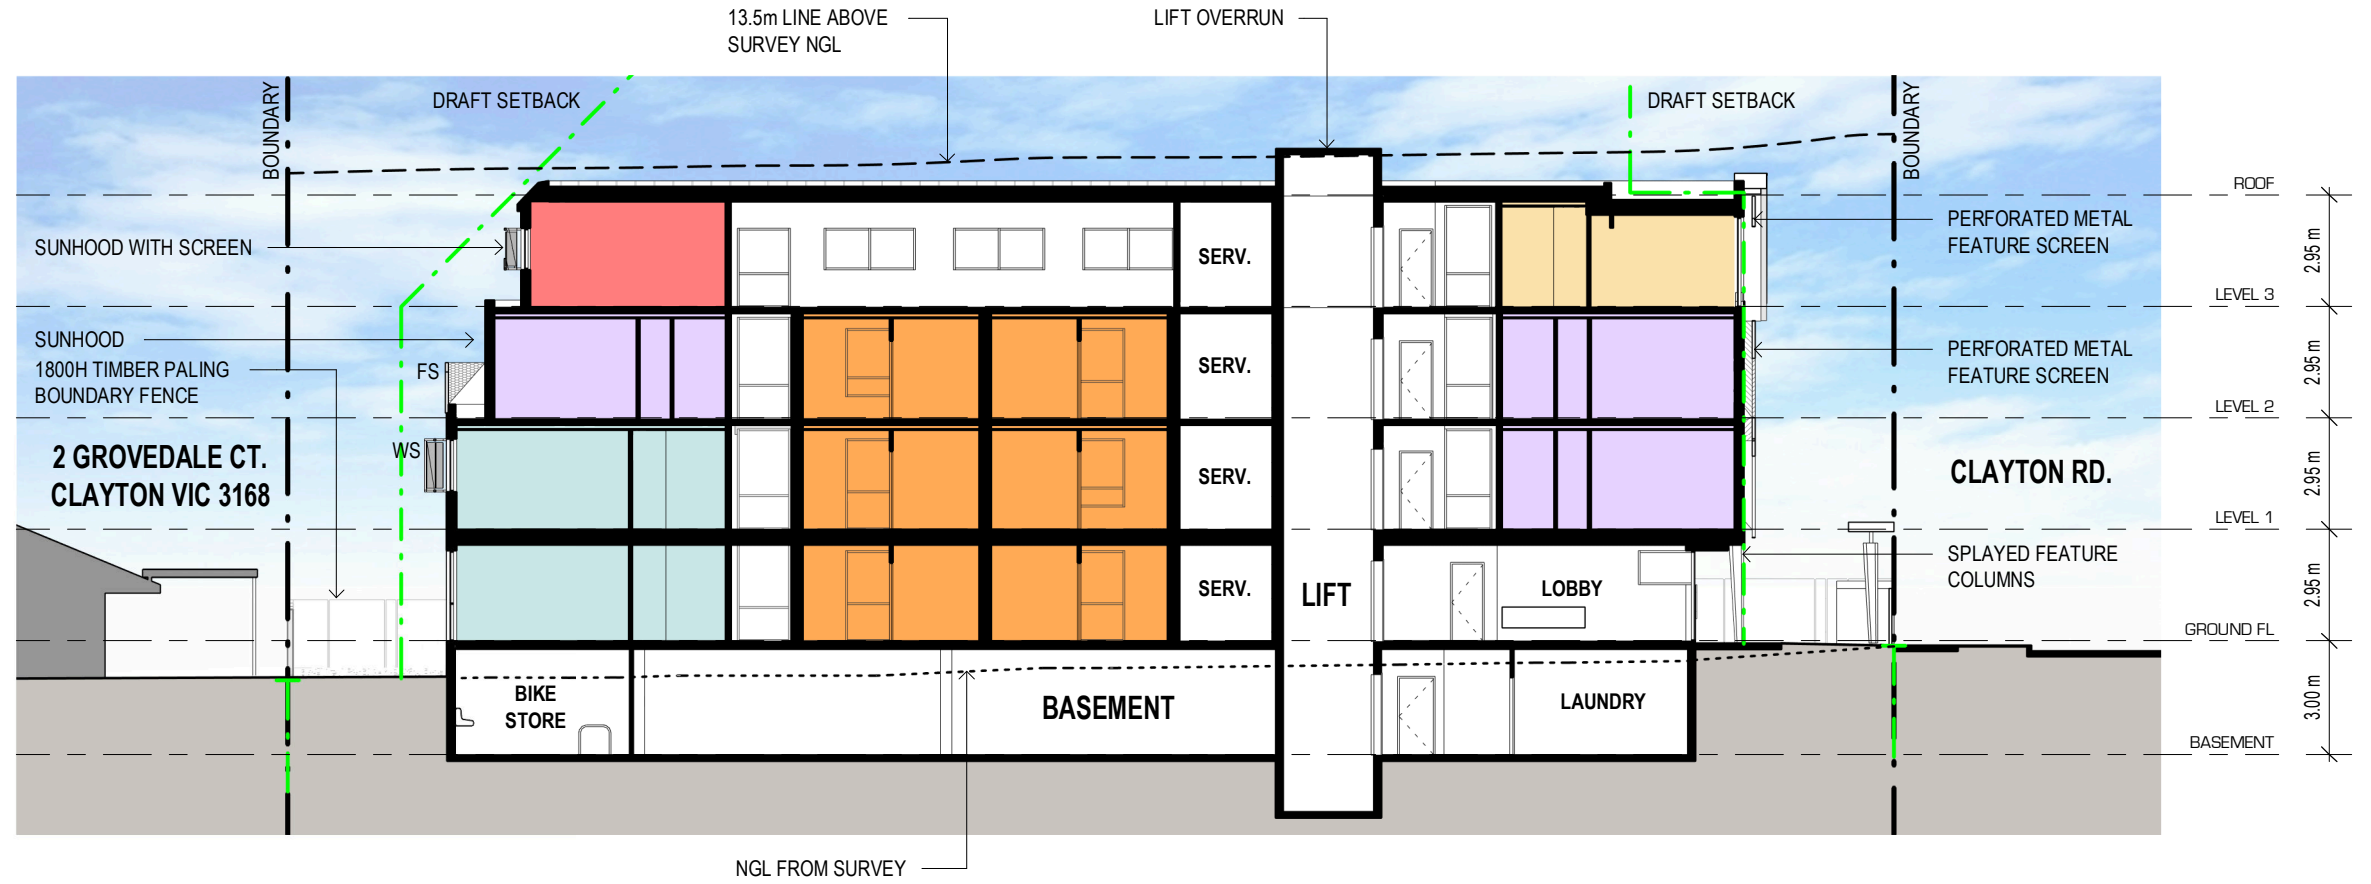 13.5m LINE ABOVE
SURVEY NGL
LIFT OVERRUN
BOUNDARY
DRAFT SETBACK
DRAFT SETBACK
BOUNDARY
ROOF
SUNHOOD WITH SCREEN
SERV.
PERFORATED METAL
FEATURE SCREEN
2.95 m
LEVEL 3
SUNHOOD
1800H TIMBER PALING
BOUNDARY FENCE
FS
SERV.
PERFORATED METAL
FEATURE SCREEN
2.95 m
LEVEL 2
2 GROVEDALE CT.
CLAYTON VIC 3168
WS
SERV.
CLAYTON RD.
2.95 m
LEVEL 1
SERV.
LIFT
LOBBY
SPLAYED FEATURE
COLUMNS
2.95 m
GROUND FL
BIKE
STORE
BASEMENT
LAUNDRY
3.000 m
BASEMENT
NGL FROM SURVEY